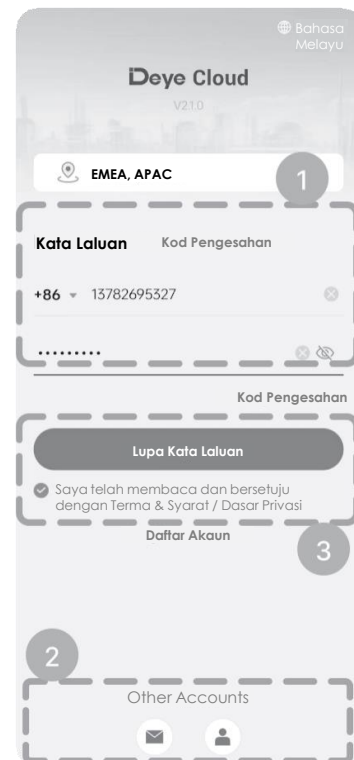 Bahasa
Melayu
Deye Cloud
V2.1.0
EMEA, APAC
1
Kata Laluan Kod Pengesahan
+86 13782695327
•••••••••
Kod Pengesahan
Lupa Kata Laluan
Saya telah membaca dan bersetuju
dengan Terma & Syarat / Dasar Privasi
Daftar Akaun
3
2
Other Accounts